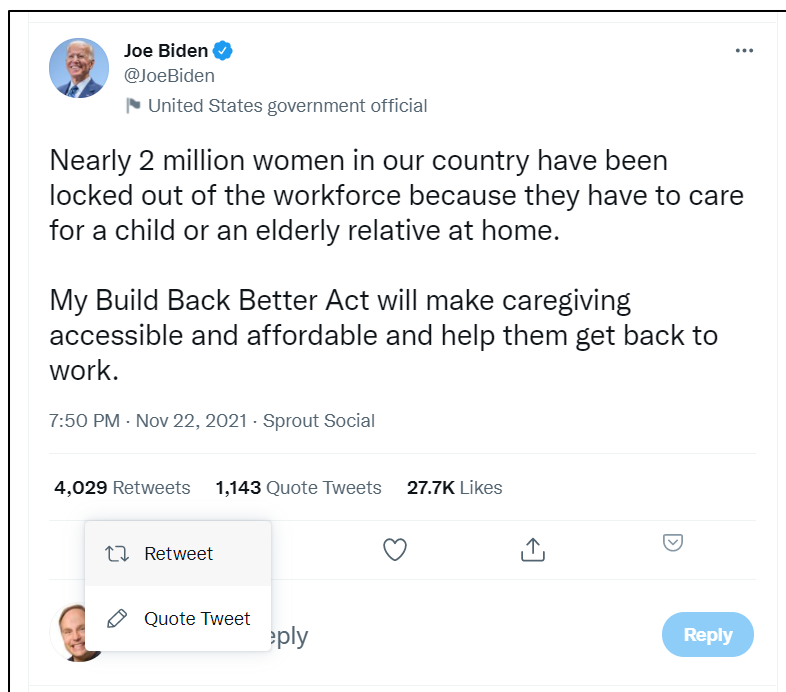 Joe Biden
@JoeBiden
United States government official
Nearly 2 million women in our country have been
locked out of the workforce because they have to care
for a child or an elderly relative at home.
My Build Back Better Act will make caregiving
accessible and affordable and help them get back to
work.
7:50 PM · Nov 22, 2021 · Sprout Social
4,029 Retweets 1,143 Quote Tweets 27.7K Likes
Retweet
Quote Tweet
eply
Reply